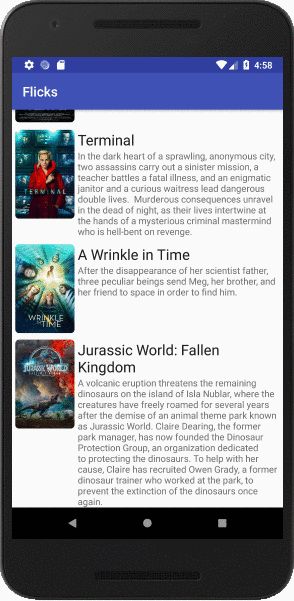 4:58
Flicks
Terminal
In the dark heart of a sprawling, anonymous city,
two assassins carry out a sinister mission, a
teacher battles a fatal illness, and an enigmatic
janitor and a curious waitress lead dangerous
double lives. Murderous consequences unravel
in the dead of night, as their lives intertwine at
the hands of a mysterious criminal mastermind
who is hell-bent on revenge.
TERMINAL
A Wrinkle in Time
After the disappearance of her scientist father,
three peculiar beings send Meg, her brother, and
her friend to space in order to find him.
WRINKLE
IN TIME
Jurassic World: Fallen
Kingdom
A volcanic eruption threatens the remaining
dinosaurs on the island of Isla Nublar, where the
creatures have freely roamed for several years
after the demise of an animal theme park known
as Jurassic World. Claire Dearing, the former
park manager, has now founded the Dinosaur
Protection Group, an organization dedicated
to protecting the dinosaurs. To help with her
cause, Claire has recruited Owen Grady, a former
dinosaur trainer who worked at the park, to
prevent the extinction of the dinosaurs once
again.
JURASSIC WORLD